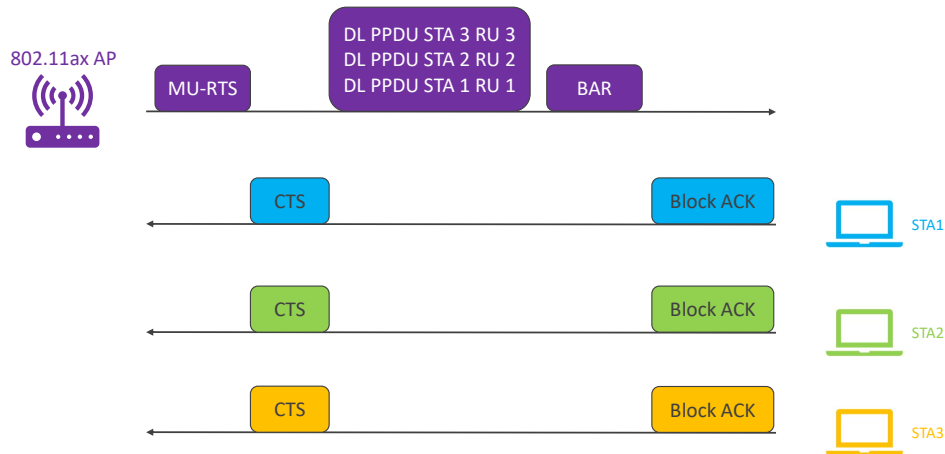 802.11ax AP
MU-RTS
DL PPDU STA 3 RU 3
DL PPDU STA 2 RU 2
DL PPDU STA 1 RU 1
BAR
CTS
Block ACK
STA1
CTS
Block ACK
STA2
CTS
Block ACK
STA3